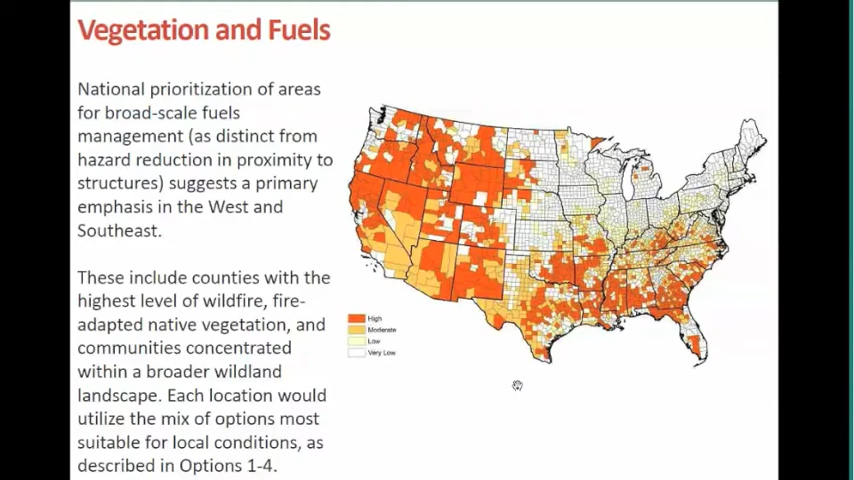 Vegetation and Fuels
National prioritization of areas
for broad-scale fuels
management (as distinct from
hazard reduction in proximity to
structures) suggests a primary
emphasis in the West and
Southeast.
These include counties with the
highest level of wildfire, fire-
adapted native vegetation, and
communities concentrated
within a broader wildland
landscape. Each location would
utilize the mix of options most
suitable for local conditions, as
described in Options 1-4.
High
Moderate
Low
Very Low